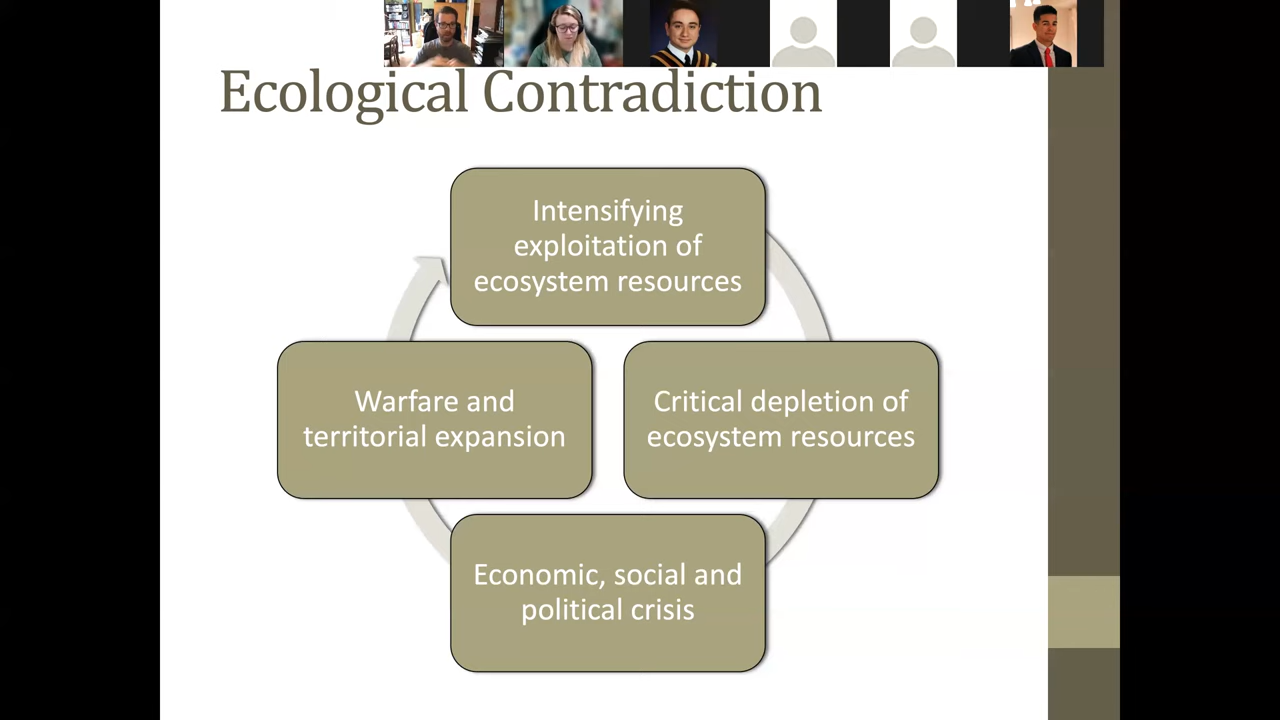 Ecological Contradiction
Intensifying
exploitation of
ecosystem resources
Warfare and
territorial expansion
Critical depletion of
ecosystem resources
Economic, social and
political crisis